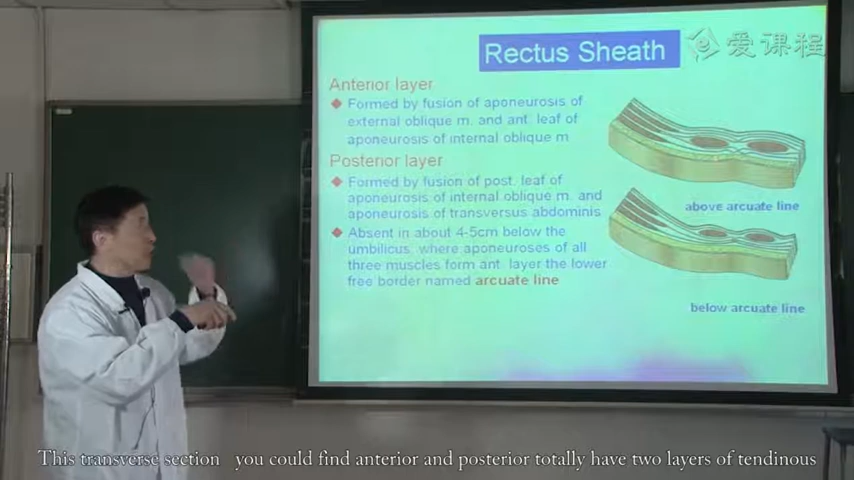 Rectus Sheath
爱课程
Anterior layer
Formed by fusion of aponeurosis of
external oblique m. and ant. leaf of
aponeurosis of internal oblique m
Posterior layer
Formed by fusion of post. leaf of
aponeurosis of internal oblique m. and
aponeurosis of transversus abdominis
Absent in about 4-5cm below the
umbilicus, where aponeuroses of all
three muscles form ant. layer the lower
free border named arcuate line
above arcuate line
below arcuate line
This transverse section you could find anterior and posterior totally have two layers of tendinous